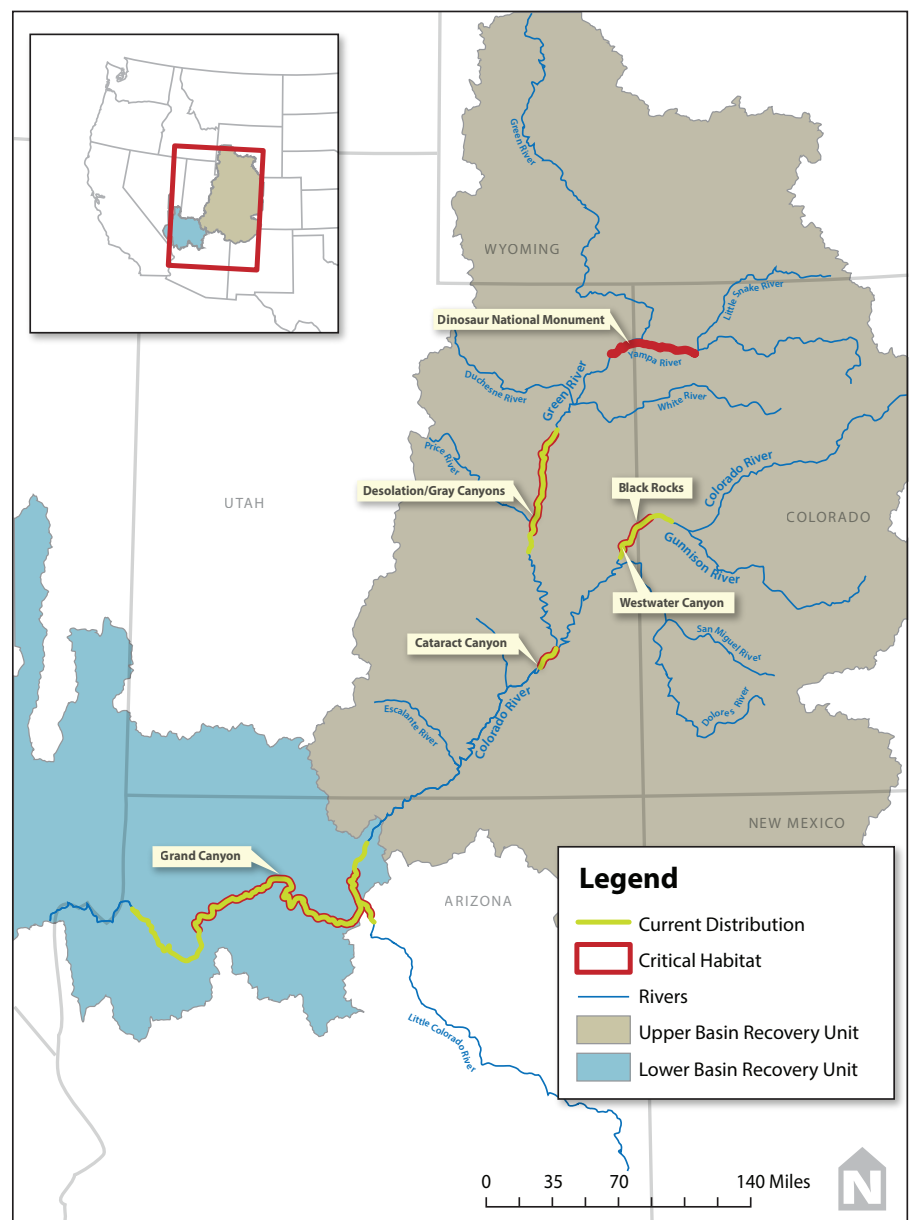 Green River
WYOMING
Little Snake River
Dinosaur National Monument
Yampa River
Duchesne River
Green River
White River
Price River
Colorado River
Desolation/Gray Canyons
Black Rocks
UTAH
COLORADO
Gunnison River
Westwater Canyon
San Miguel River
Cataract Canyon
Dolores River
Escalante River
Colorado River
NEW MEXICO
Grand Canyon
ARIZONA
Little Colorado River
Legend
Current Distribution
Critical Habitat
Rivers
Upper Basin Recovery Unit
Lower Basin Recovery Unit
0 35 70 140 Miles
N